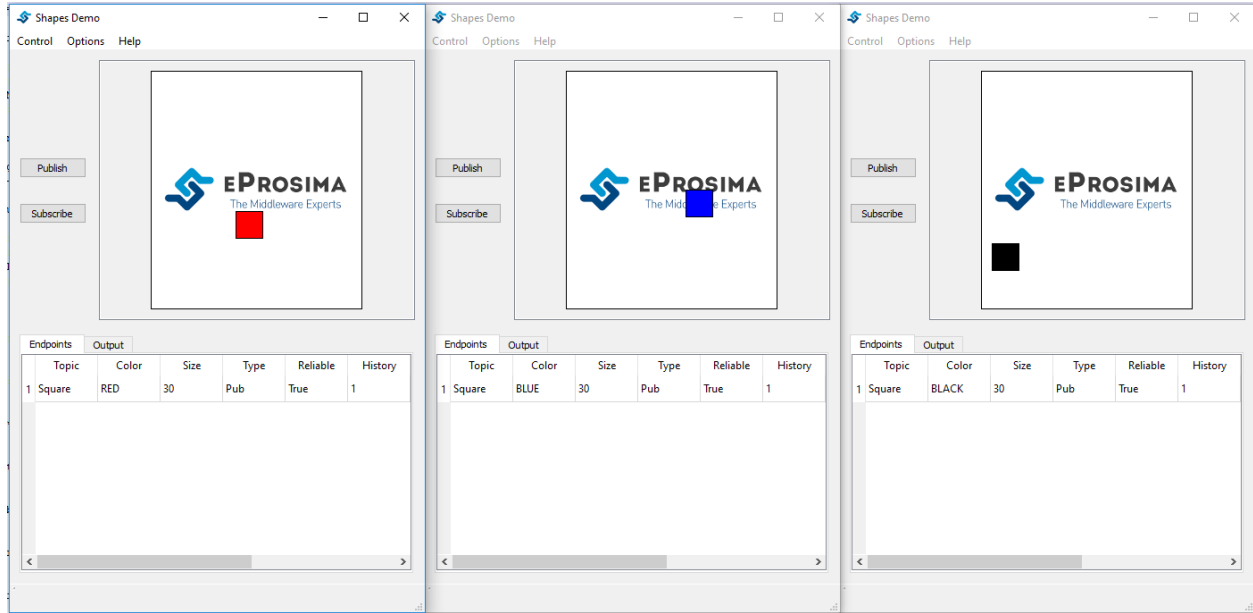 Shapes Demo
Control Options Help
Publish
Subscribe
EPROSIMA
The Middleware Experts
Endpoints Output
Topic Color Size Type Reliable History
1 Square RED 30 Pub True 1
Shapes Demo
Control Options Help
Publish
Subscribe
EPROSIMA
The Midd e Experts
Endpoints Output
Topic Color Size Type Reliable History
1 Square BLUE 30 Pub True 1
Shapes Demo
Control Options Help
Publish
Subscribe
EPROSIMA
The Middleware Experts
Endpoints Output
Topic Color Size Type Reliable History
1 Square BLACK 30 Pub True 1